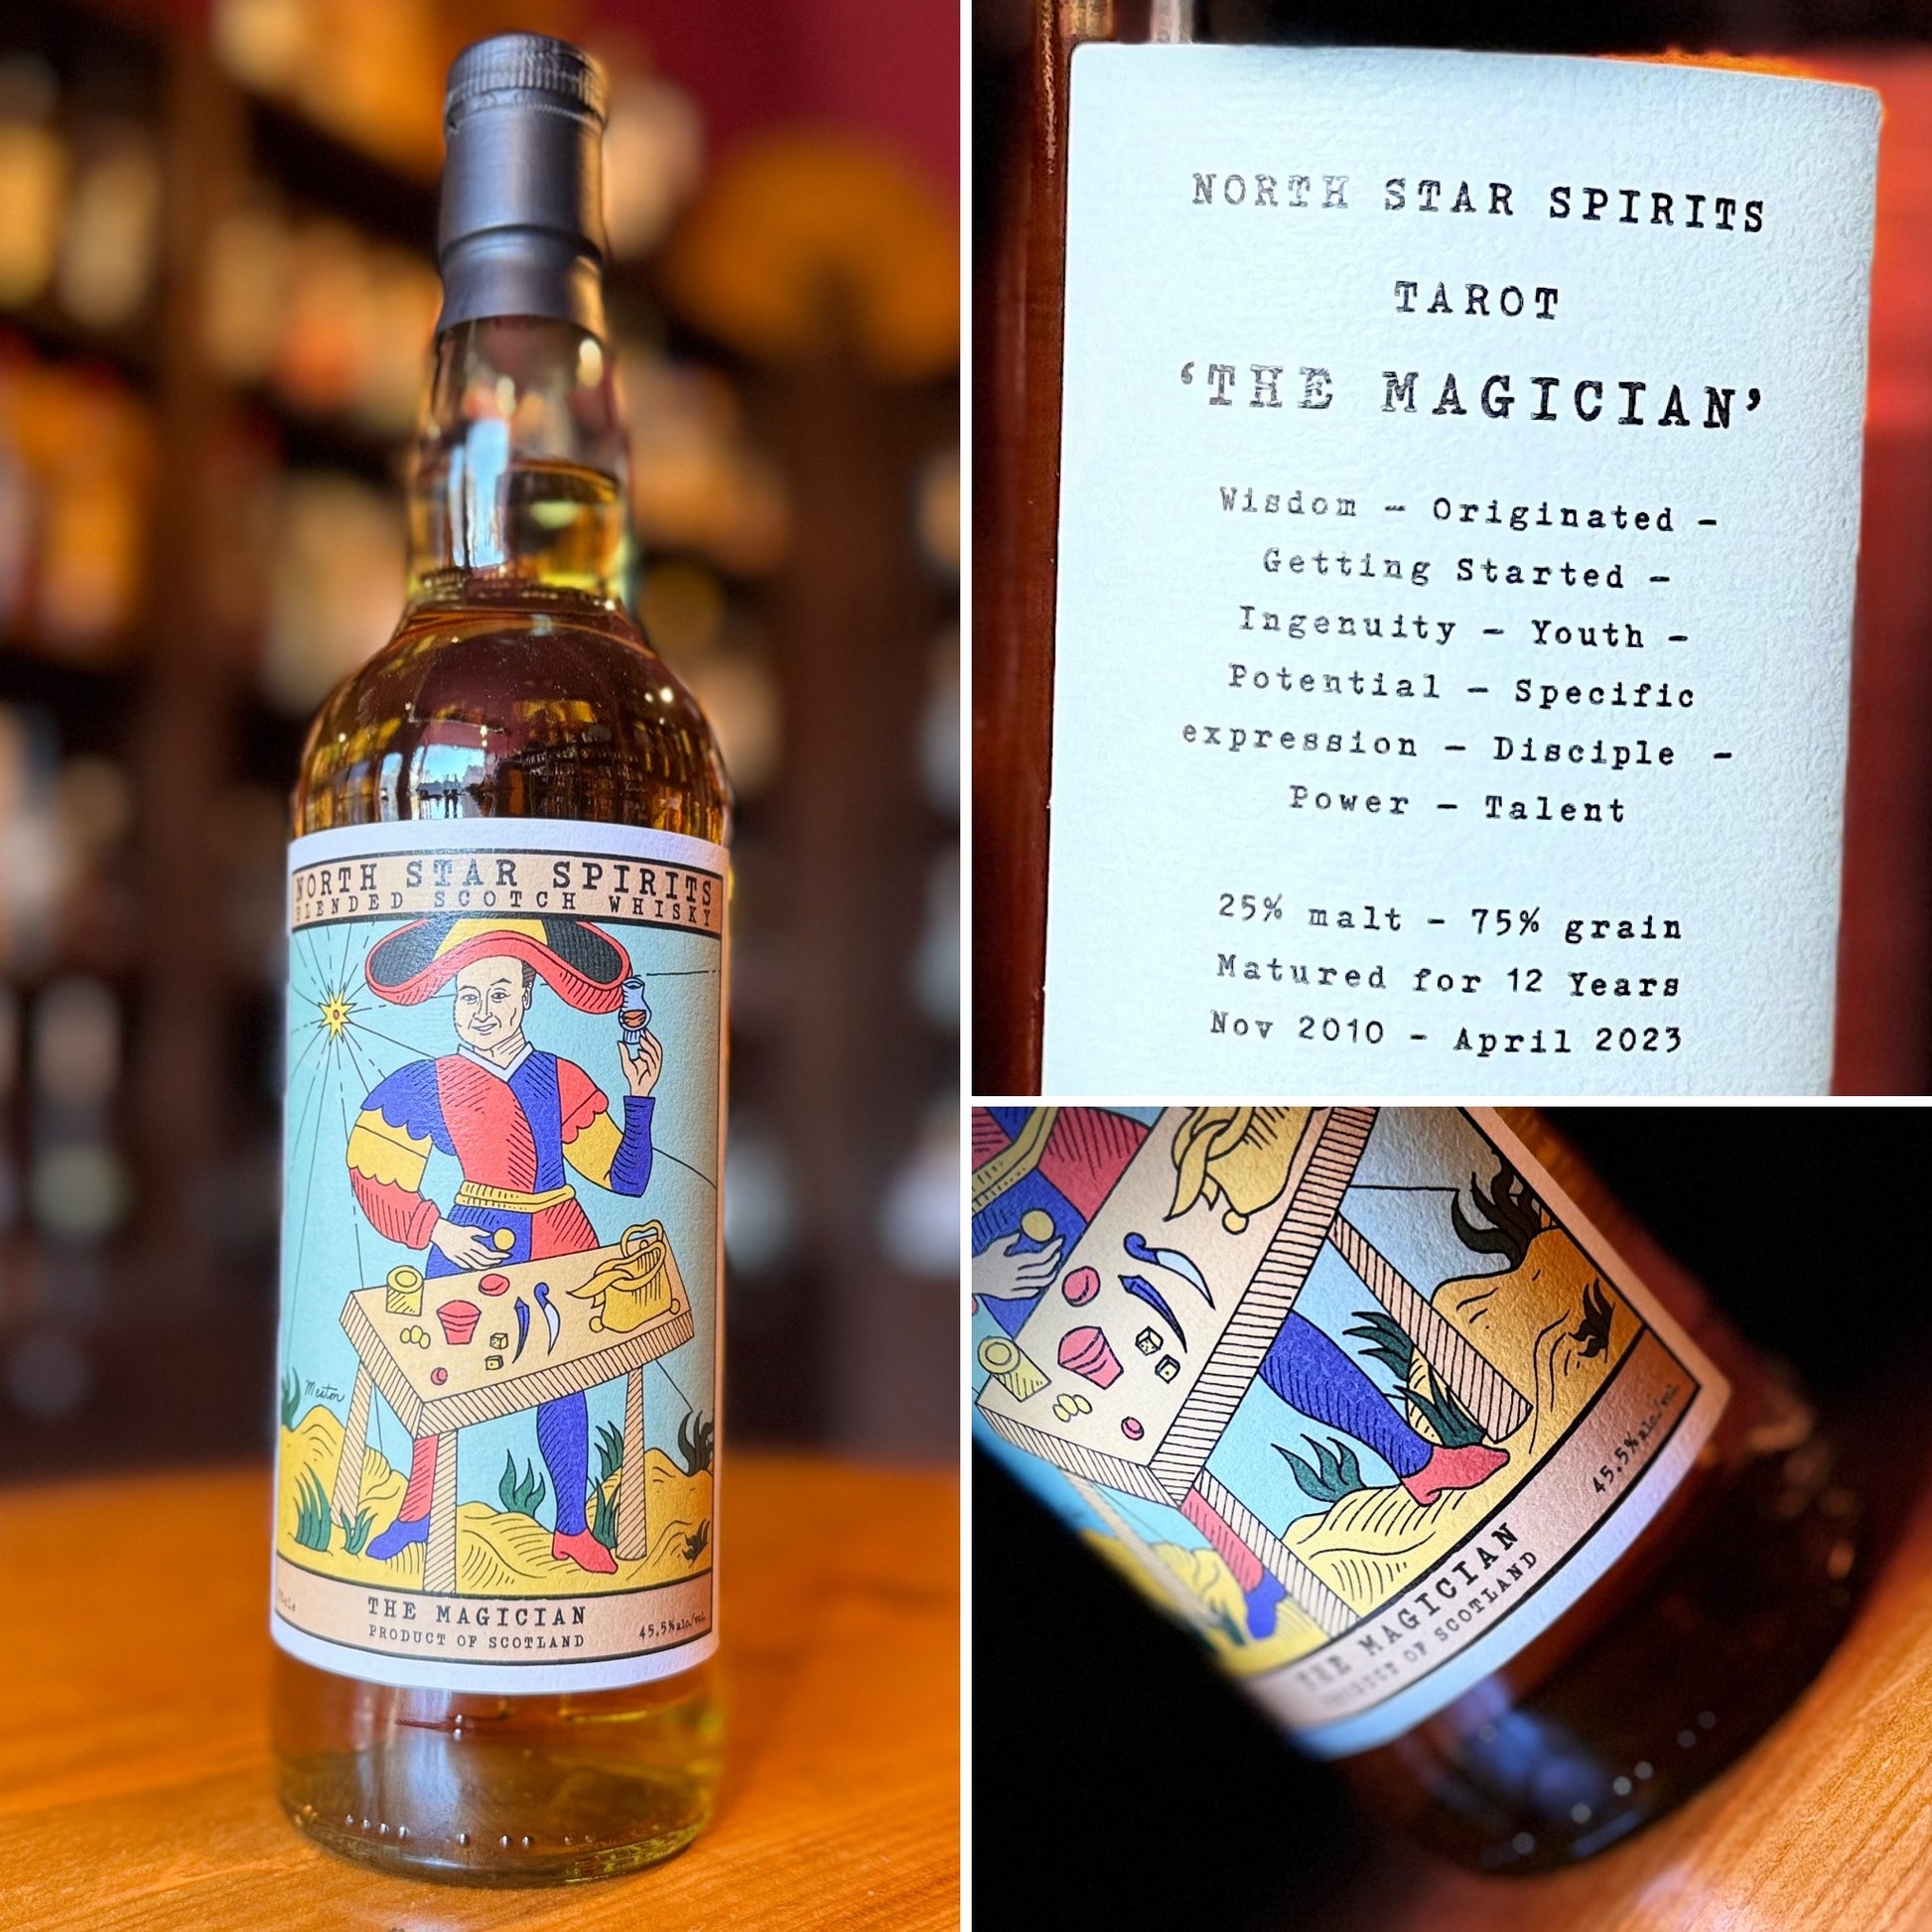 NORTH STAR SPIRITS
BLENDED SCOTCH WHISKY
Meston
THE MAGICIAN
PRODUCT OF SCOTLAND
45.5%alc/vol
NORTH STAR SPIRITS
TAROT
‘THE MAGICIAN’
Wisdom – Originated –
Getting Started –
Ingenuity – Youth –
Potential – Specific
expression – Disciple –
Power – Talent
25% malt – 75% grain
Matured for 12 Years
Nov 2010 – April 2023
45.5%alc/vol
THE MAGICIAN
PRODUCT OF SCOTLAND